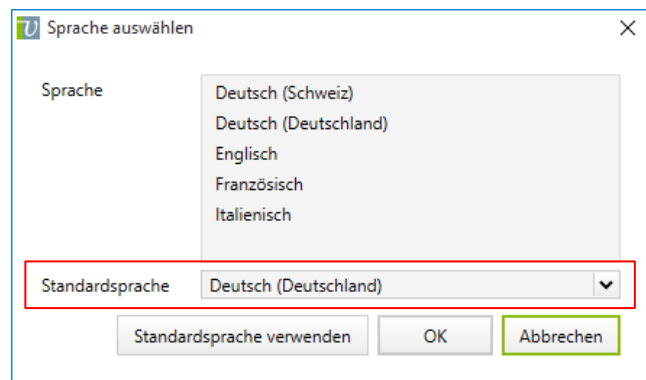 Sprache auswählen
Sprache
Deutsch (Schweiz)
Deutsch (Deutschland)
Englisch
Französisch
Italienisch
Standardsprache Deutsch (Deutschland)
Standardsprache verwenden OK Abbrechen